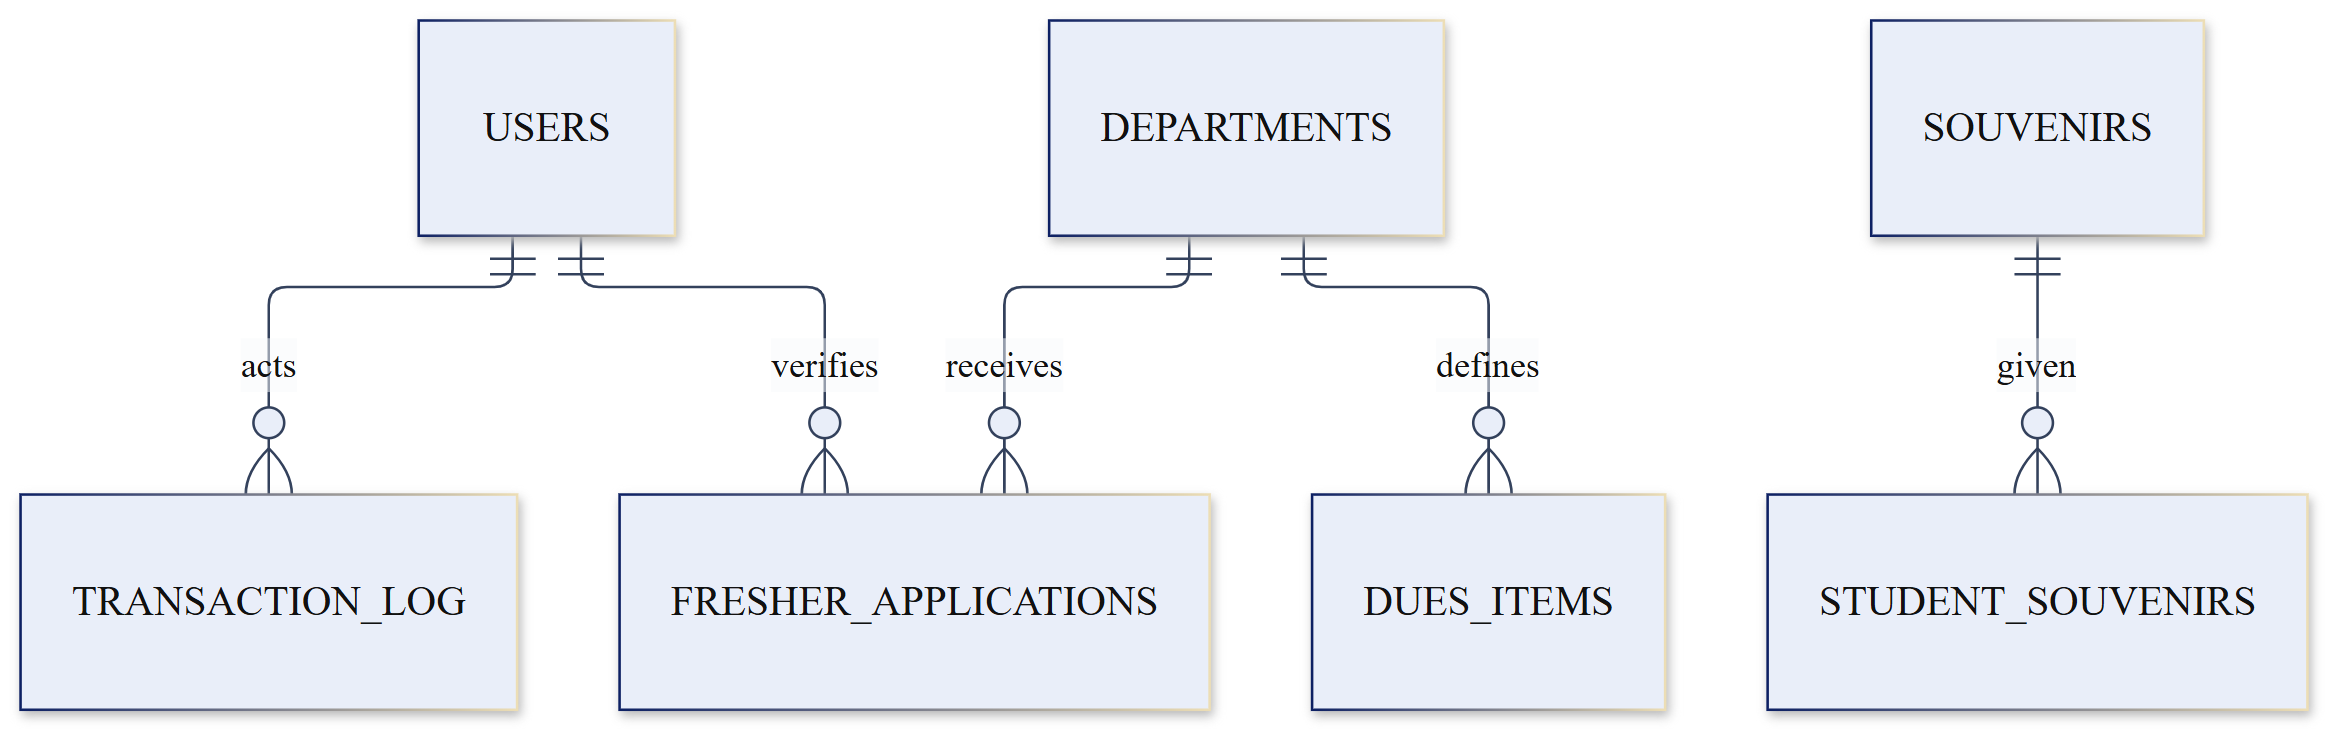 USERS
DEPARTMENTS
SOUVENIRS
acts
verifies
receives
defines
given
TRANSACTION_LOG
FRESHER_APPLICATIONS
DUES_ITEMS
STUDENT_SOUVENIRS